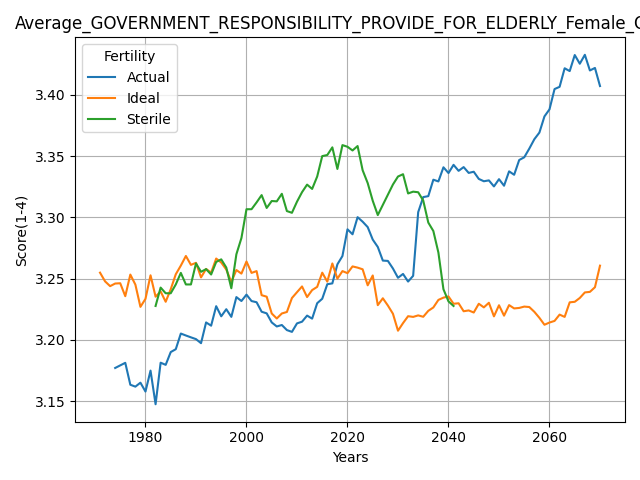 Average_GOVERNMENT_RESPONSIBILITY_PROVIDE_FOR_ELDERLY_Female_
Fertility
Actual
Ideal
Sterile
Score(1-4)
3.40
3.35
3.30
3.25
3.20
3.15
1980
2000
2020
2040
2060
Years